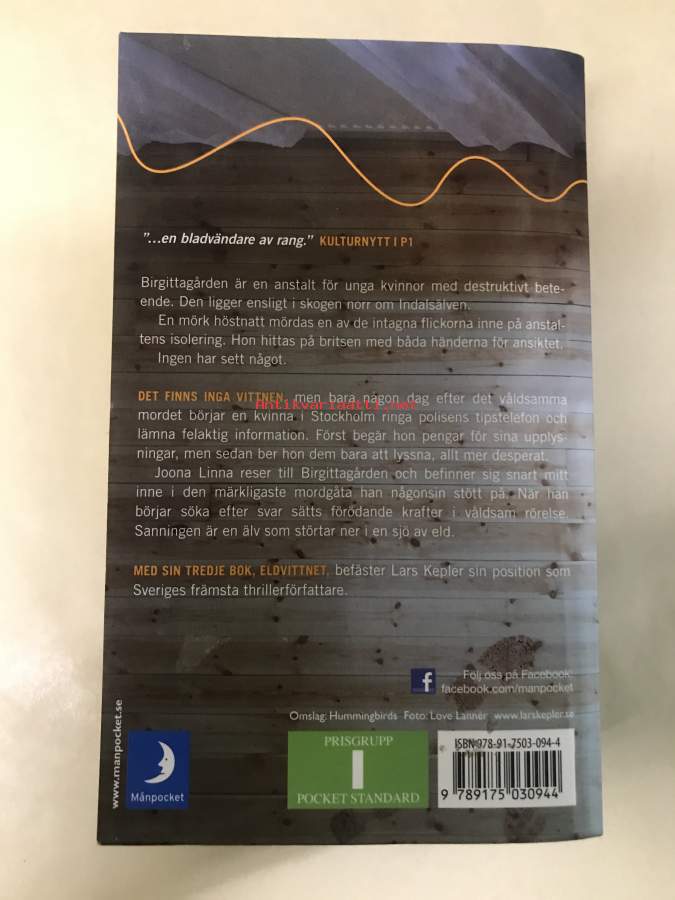 "...en bladvändare av rang." KULTURNYTT I P1
Birgittagården är en anstalt för unga kvinnor med destruktivt bete-
ende. Den ligger ensligt i skogen norr om Indalsälven.
En mörk höstnatt mördas en av de intagna flickorna inne på anstal-
tens isolering. Hon hittas på britsen med båda händerna för ansiktet.
Ingen har sett något.
DET FINNS INGA VITTNEN, men bara någon dag efter det våldsamma
Antikvariaatti.net
mordet börjar en kvinna i Stockholm ringa polisens tipstelefon och
lämna felaktig information. Först begär hon pengar för sina upplys-
ningar, men sedan ber hon dem bara att lyssna, allt mer desperat.
Joona Linna reser till Birgittagården och befinner sig snart mitt
inne i den märkligaste mordgåta han någonsin stött på. När han
börjar söka efter svar sätts förödande krafter i våldsam rörelse.
Sanningen är en älv som störtar ner i en sjö av eld.
MED SIN TREDJE BOK, ELDVITTNET, befäster Lars Kepler sin position som
Sveriges främsta thrillerförfattare.
f
Följ oss på Facebook:
facebook.com/manpocket
Omslag: Hummingbirds Foto: Love Lannér www.larskepler.se
www.manpocket.se
Månpocket
PRISGRUPP
I
POCKET STANDARD
ISBN 978-91-7503-094-4
9 789175 030944